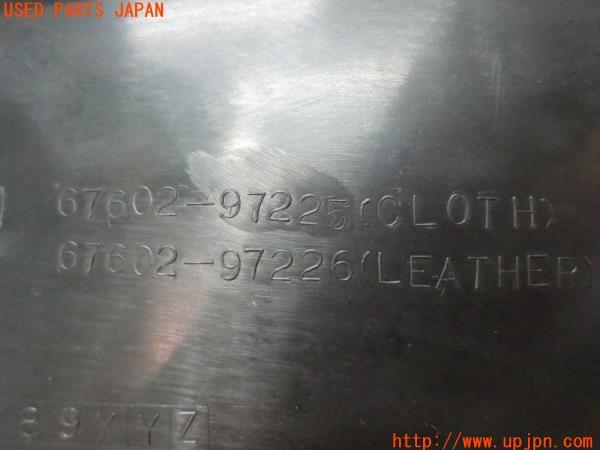 USED PARTS JAPAN
67602-97225(CLOTH)
67602-97226(LEATHER)
89XYZ
http://www.upjpn.com/